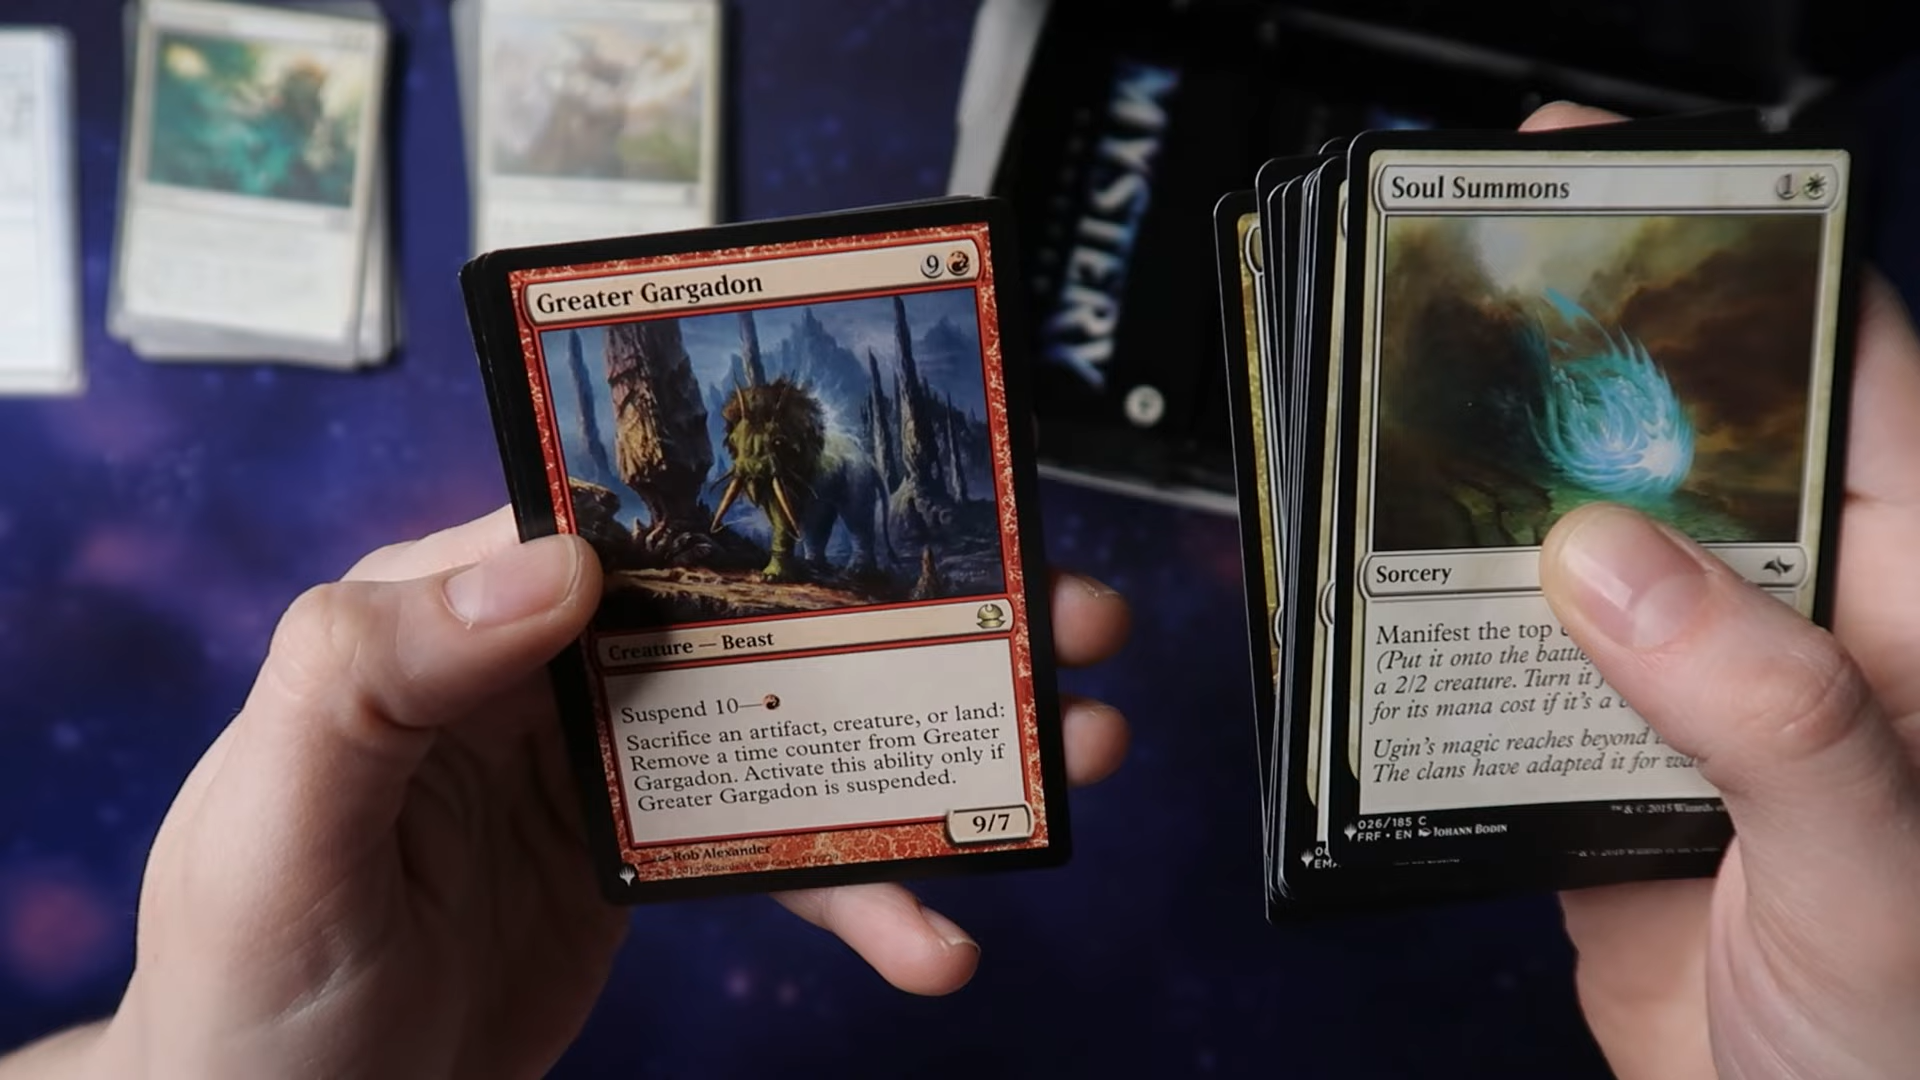 MYSTERY
Greater Gargadon
9
Creature — Beast
Suspend 10—
Sacrifice an artifact, creature, or land:
Remove a time counter from Greater
Gargadon. Activate this ability only if
Greater Gargadon is suspended.
9/7
Rob Alexander
Soul Summons
1
Sorcery
Manifest the top
(Put it onto the
a 2/2 creature. Turn it
for its mana cost if it's a
Ugin's magic reaches beyond
The clans have adapted it for
™ & © 2015 Wizards
026/185 C
FRF • EN Johann Bodin